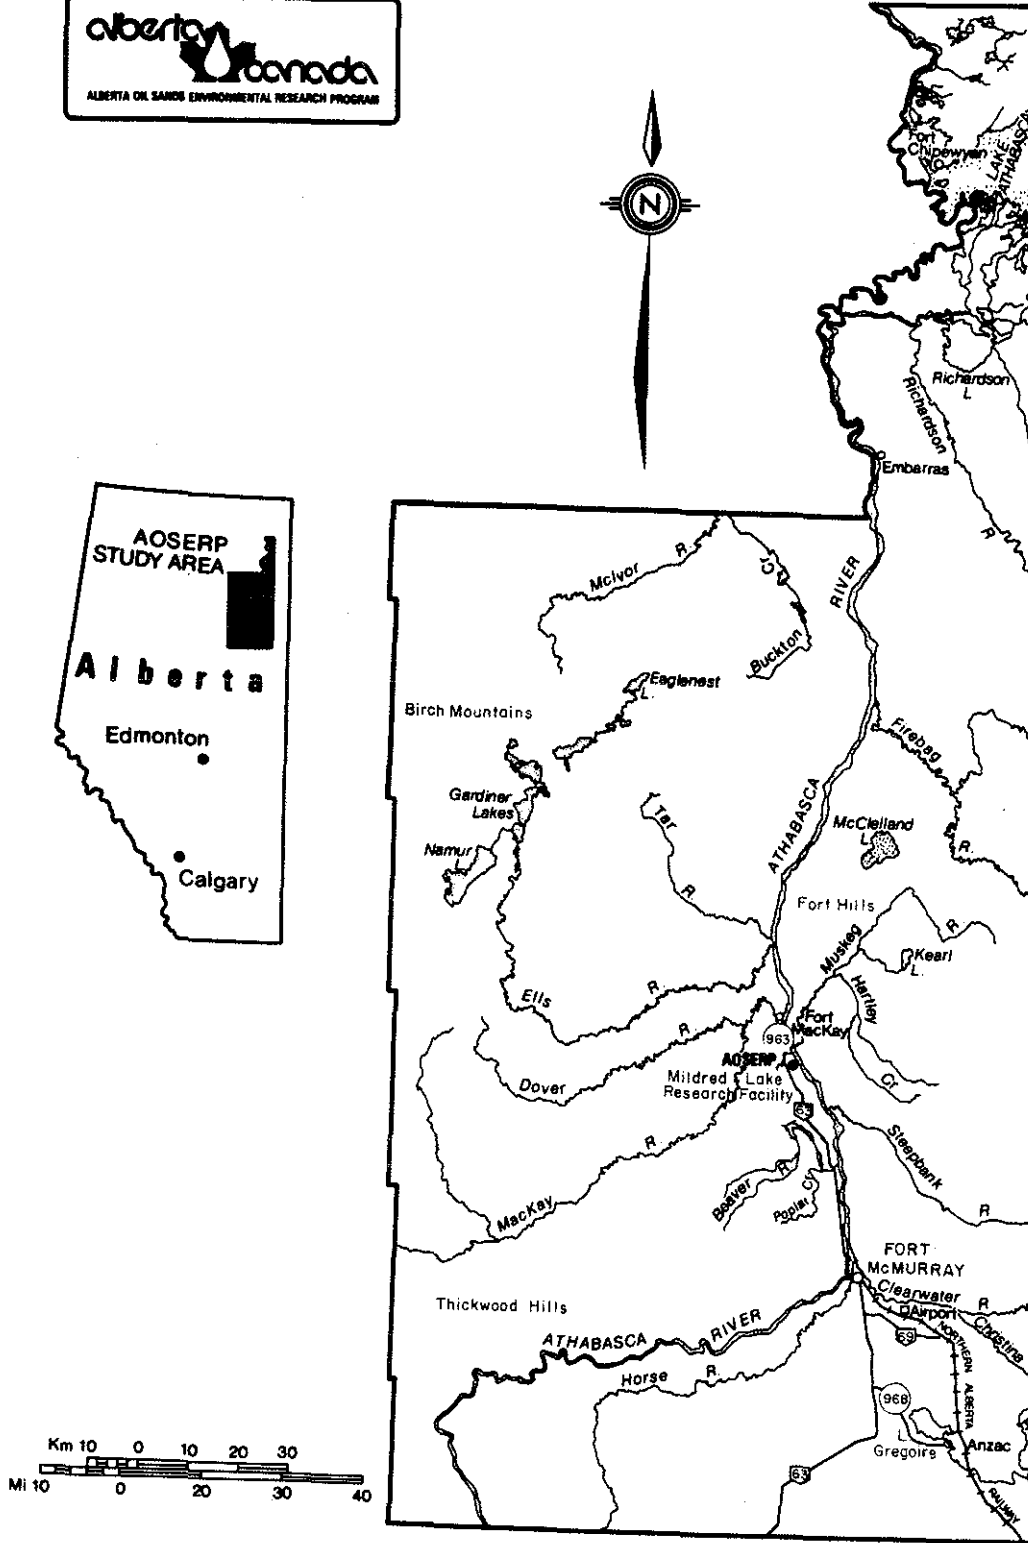 alberta
canada
ALBERTA OIL SANDS ENVIRONMENTAL RESEARCH PROGRAM
N
Fort
Chipewyan
LAKE
ATHABASCA
Richardson
L.
Richardson
R
Embarras
AOSERP
STUDY AREA
Alberta
Edmonton
Calgary
McIvor R.
Cr
Buckton
RIVER
Eaglenest
L.
Birch Mountains
Firebag
R.
Gardiner
Lakes
Namur
L.
Tar
R.
ATHABASCA
McClelland
L.
Fort Hills
Muskeg
R.
Kearl
L.
Hartley
Cr
Ells
R.
Fort
MacKay
963
AOSERP
Mildred Lake
Research Facility
Dover
R.
63
MacKay
R.
Steepbank
R.
Beaver
R.
Poplar Cr
FORT
McMURRAY
Clearwater
R
Airport
Christina
69
NORTHERN ALBERTA
Thickwood Hills
ATHABASCA RIVER
Horse R.
968
L.
Gregoire
Anzac
63
Km 10 0 10 20 30
Mi 10 0 20 30 40